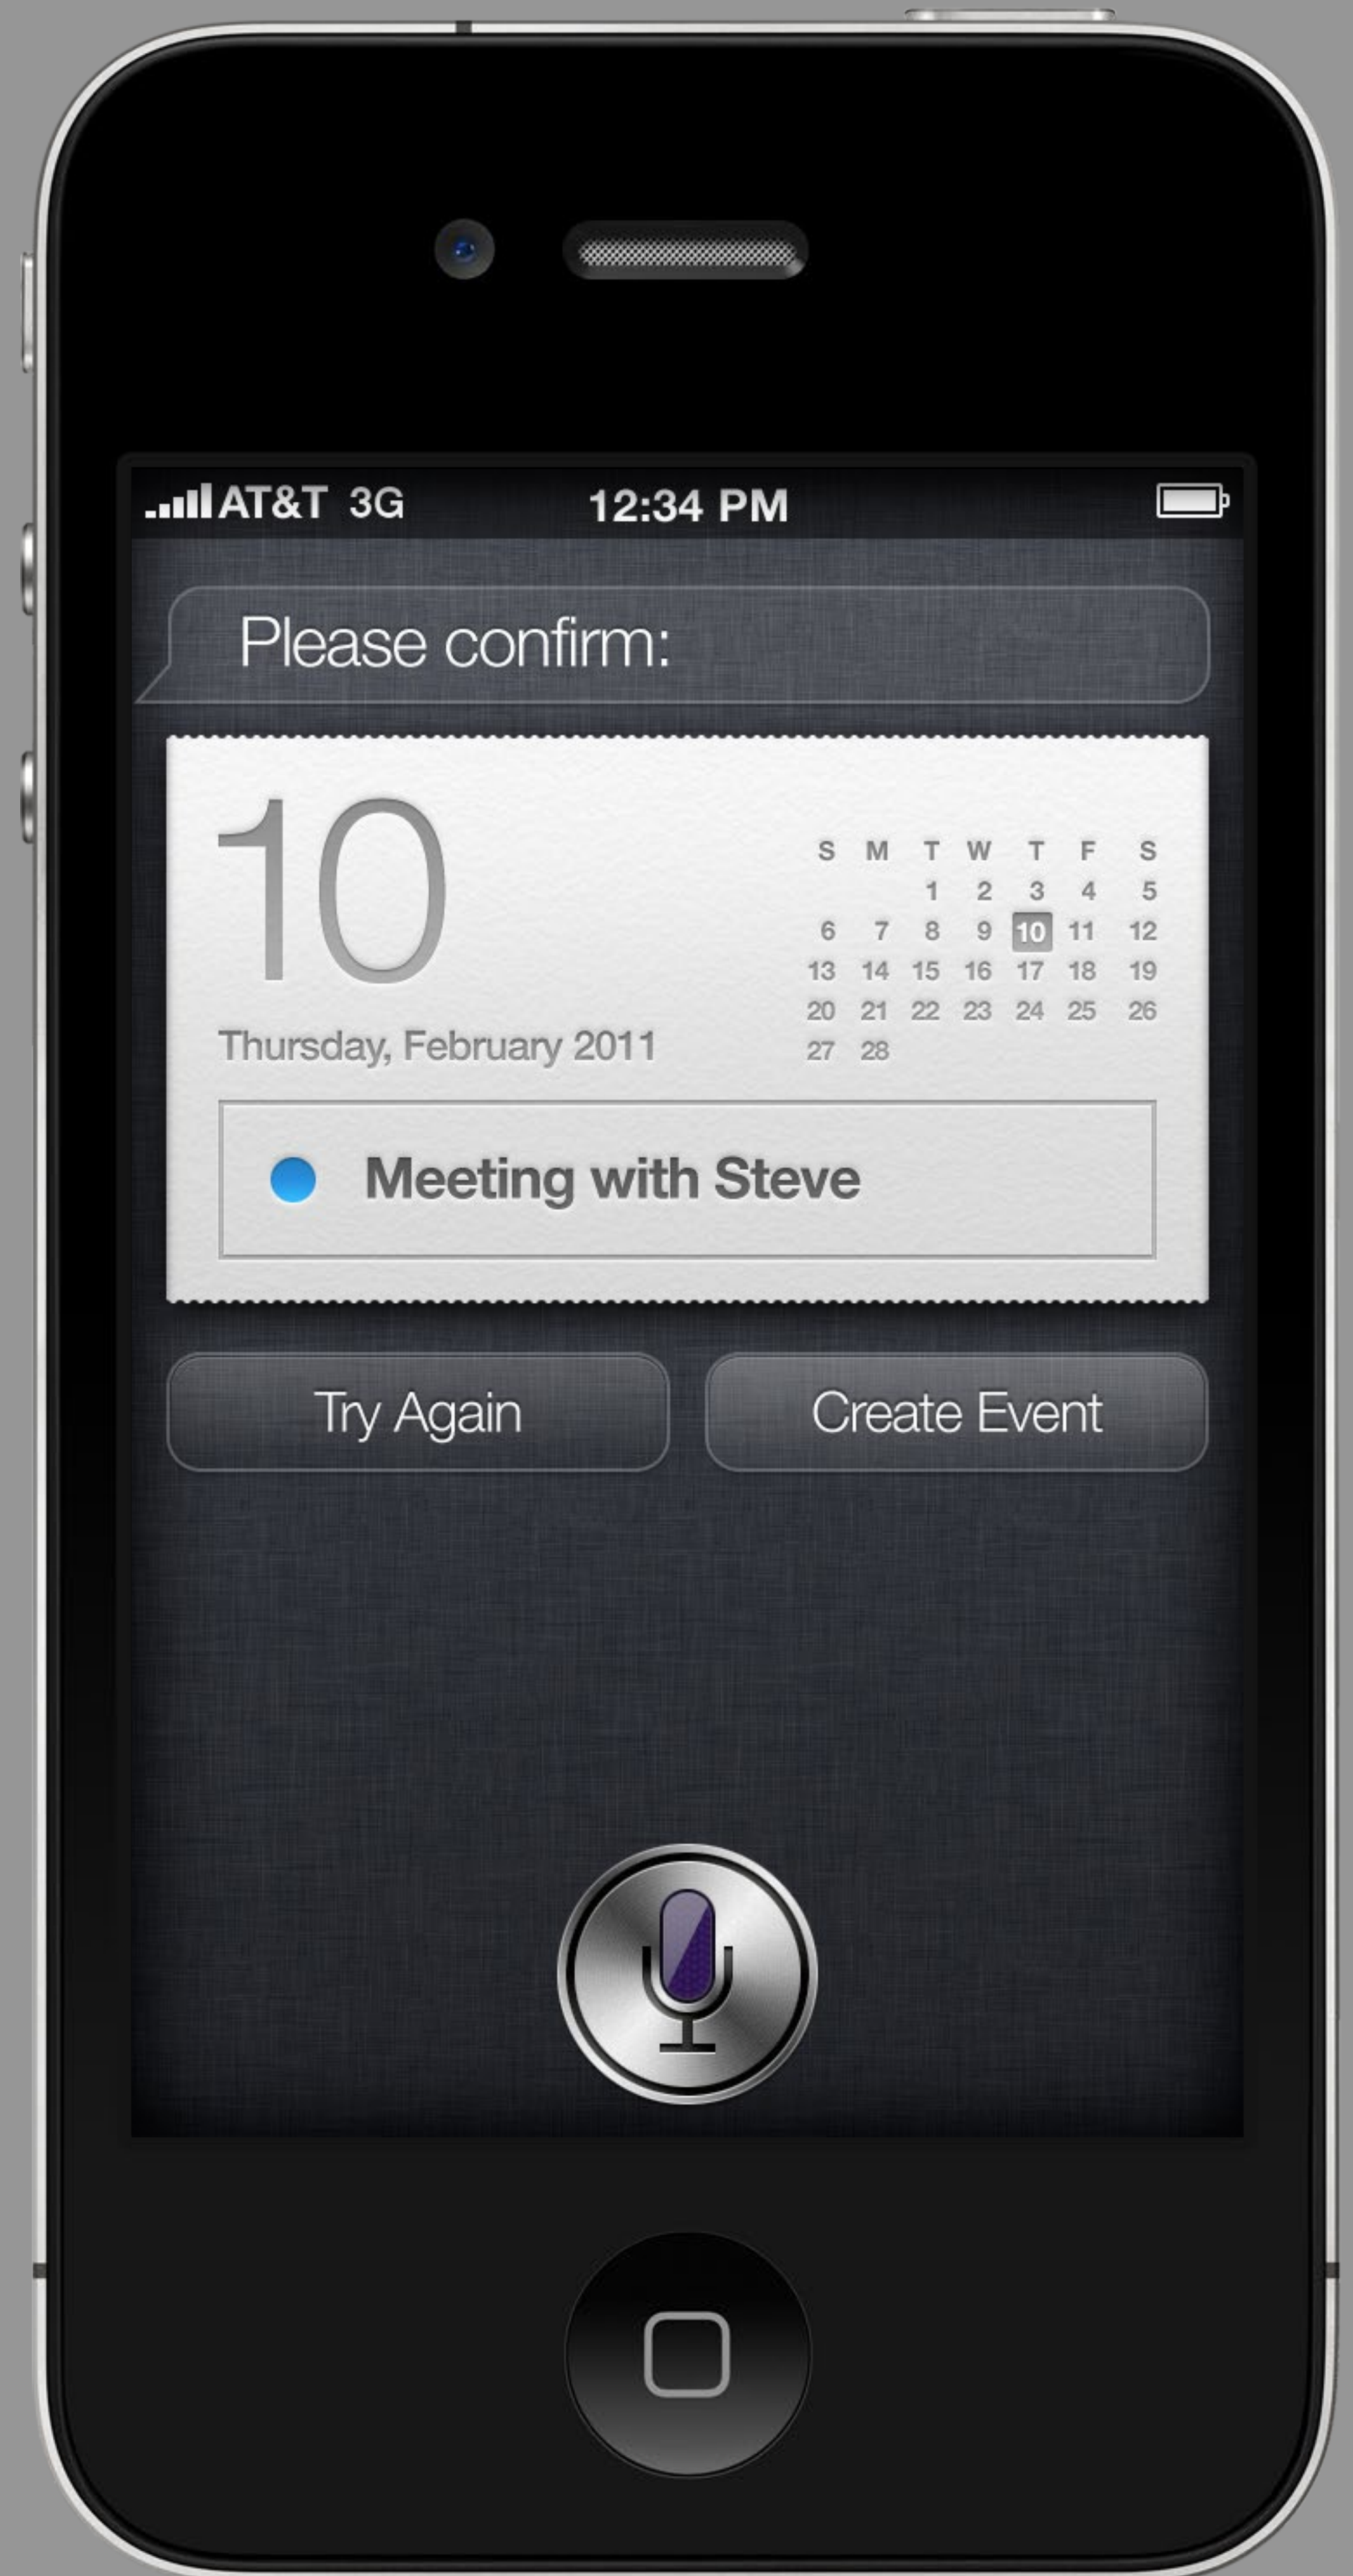 AT&T 3G 12:34 PM
Please confirm:
10
Thursday, February 2011
S M T W T F S
1 2 3 4 5
6 7 8 9 10 11 12
13 14 15 16 17 18 19
20 21 22 23 24 25 26
27 28
Meeting with Steve
Try Again Create Event